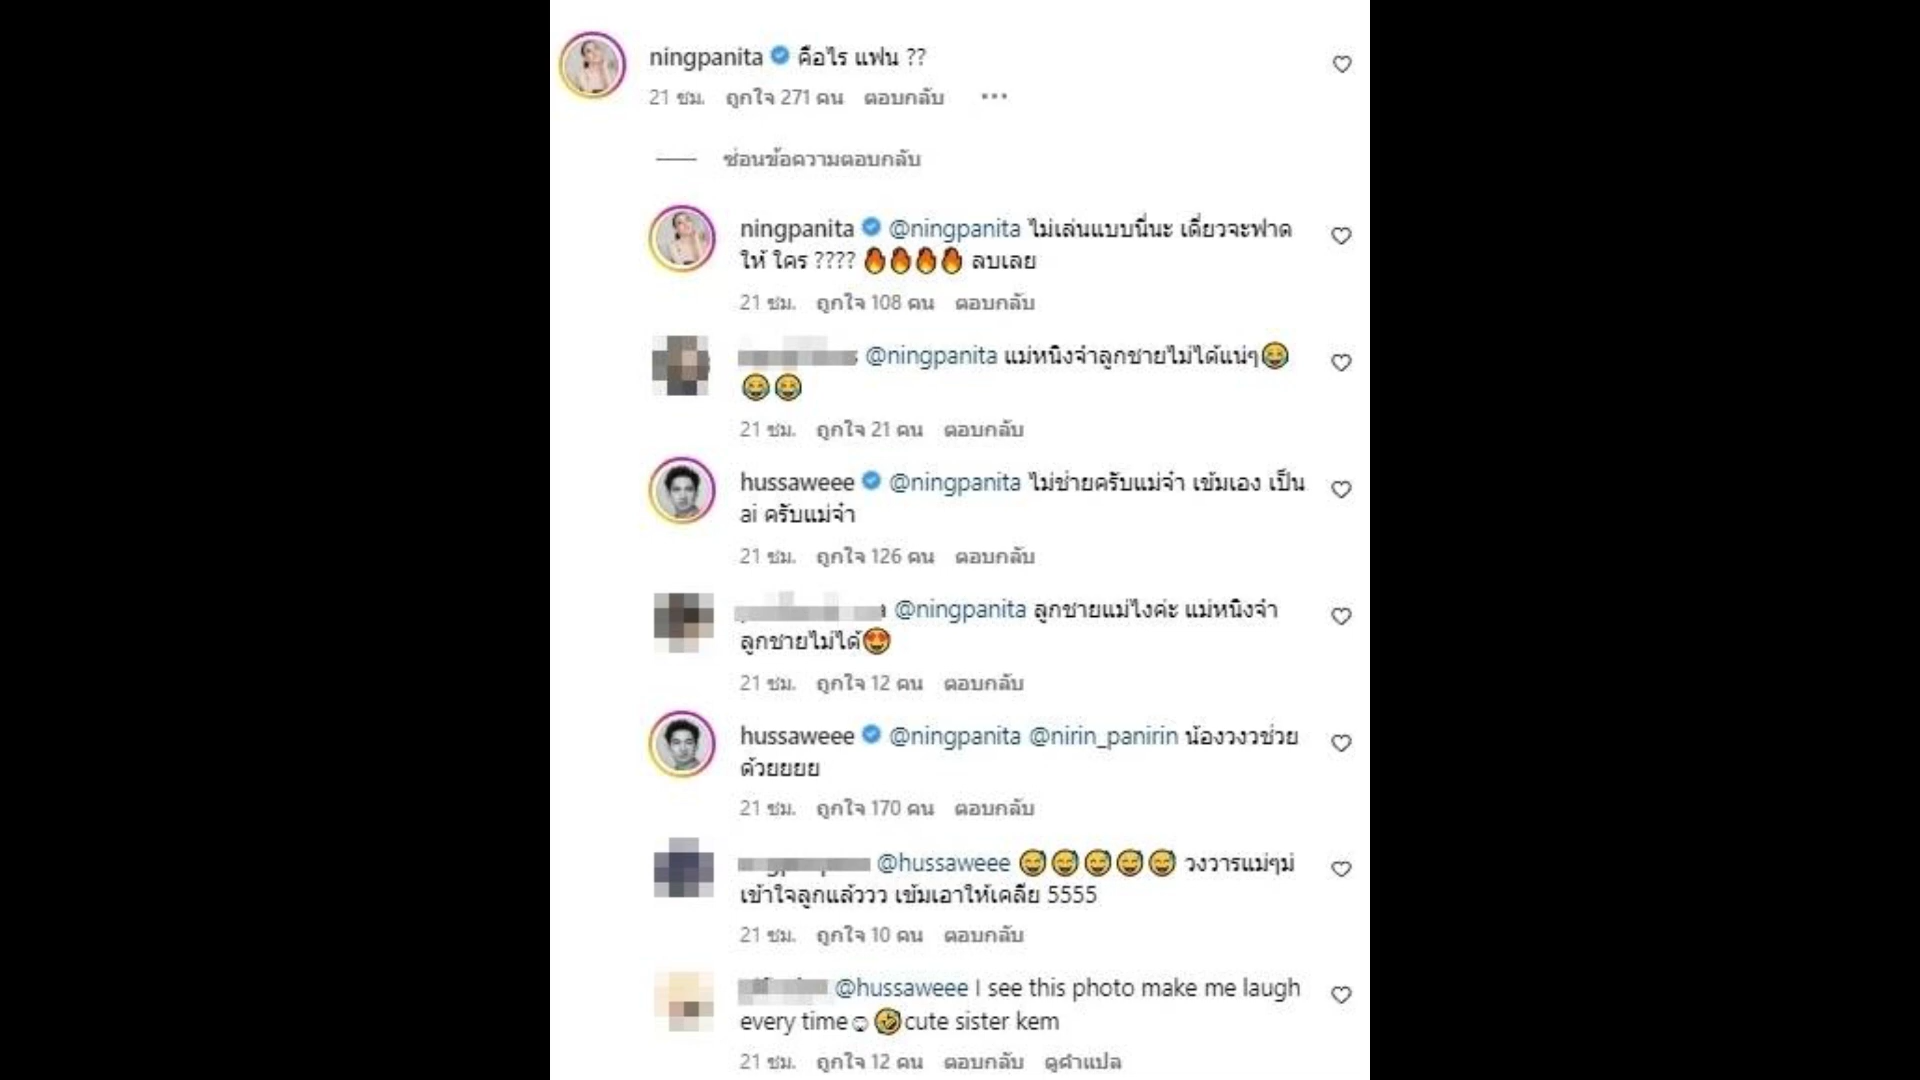 ningpanita คือไร แฟน ??
21 ชม. ถูกใจ 271 คน ตอบกลับ •••
ซ่อนข้อความตอบกลับ
ningpanita @ningpanita ไม่เล่นแบบนี้นะ เดี๋ยวจะฟาด
ให้ ใคร ???? 🔥🔥🔥🔥 ลบเลย
21 ชม. ถูกใจ 108 คน ตอบกลับ
@ningpanita แม่หนิงจำลูกชายไม่ได้แน่ๆ😂
😂😂
21 ชม. ถูกใจ 21 คน ตอบกลับ
hussaweee @ningpanita ไม่ช่ายครับแม่จ๋า เข้มเอง เป็น
ai ครับแม่จ๋า
21 ชม. ถูกใจ 126 คน ตอบกลับ
@ningpanita ลูกชายแม่ไงค่ะ แม่หนิงจำ
ลูกชายไม่ได้😍
21 ชม. ถูกใจ 12 คน ตอบกลับ
hussaweee @ningpanita @nirin_panirin น้องวงวช่วย
ด้วยยยย
21 ชม. ถูกใจ 170 คน ตอบกลับ
@hussaweee 😅😅😅😅😅 วงวารแม่ๆม่
เข้าใจลูกแล้ววว เข้มเอาให้เคลีย 5555
21 ชม. ถูกใจ 10 คน ตอบกลับ
@hussaweee I see this photo make me laugh
every time☺🤣cute sister kem
21 ชม. ถูกใจ 12 คน ตอบกลับ ดูคำแปล